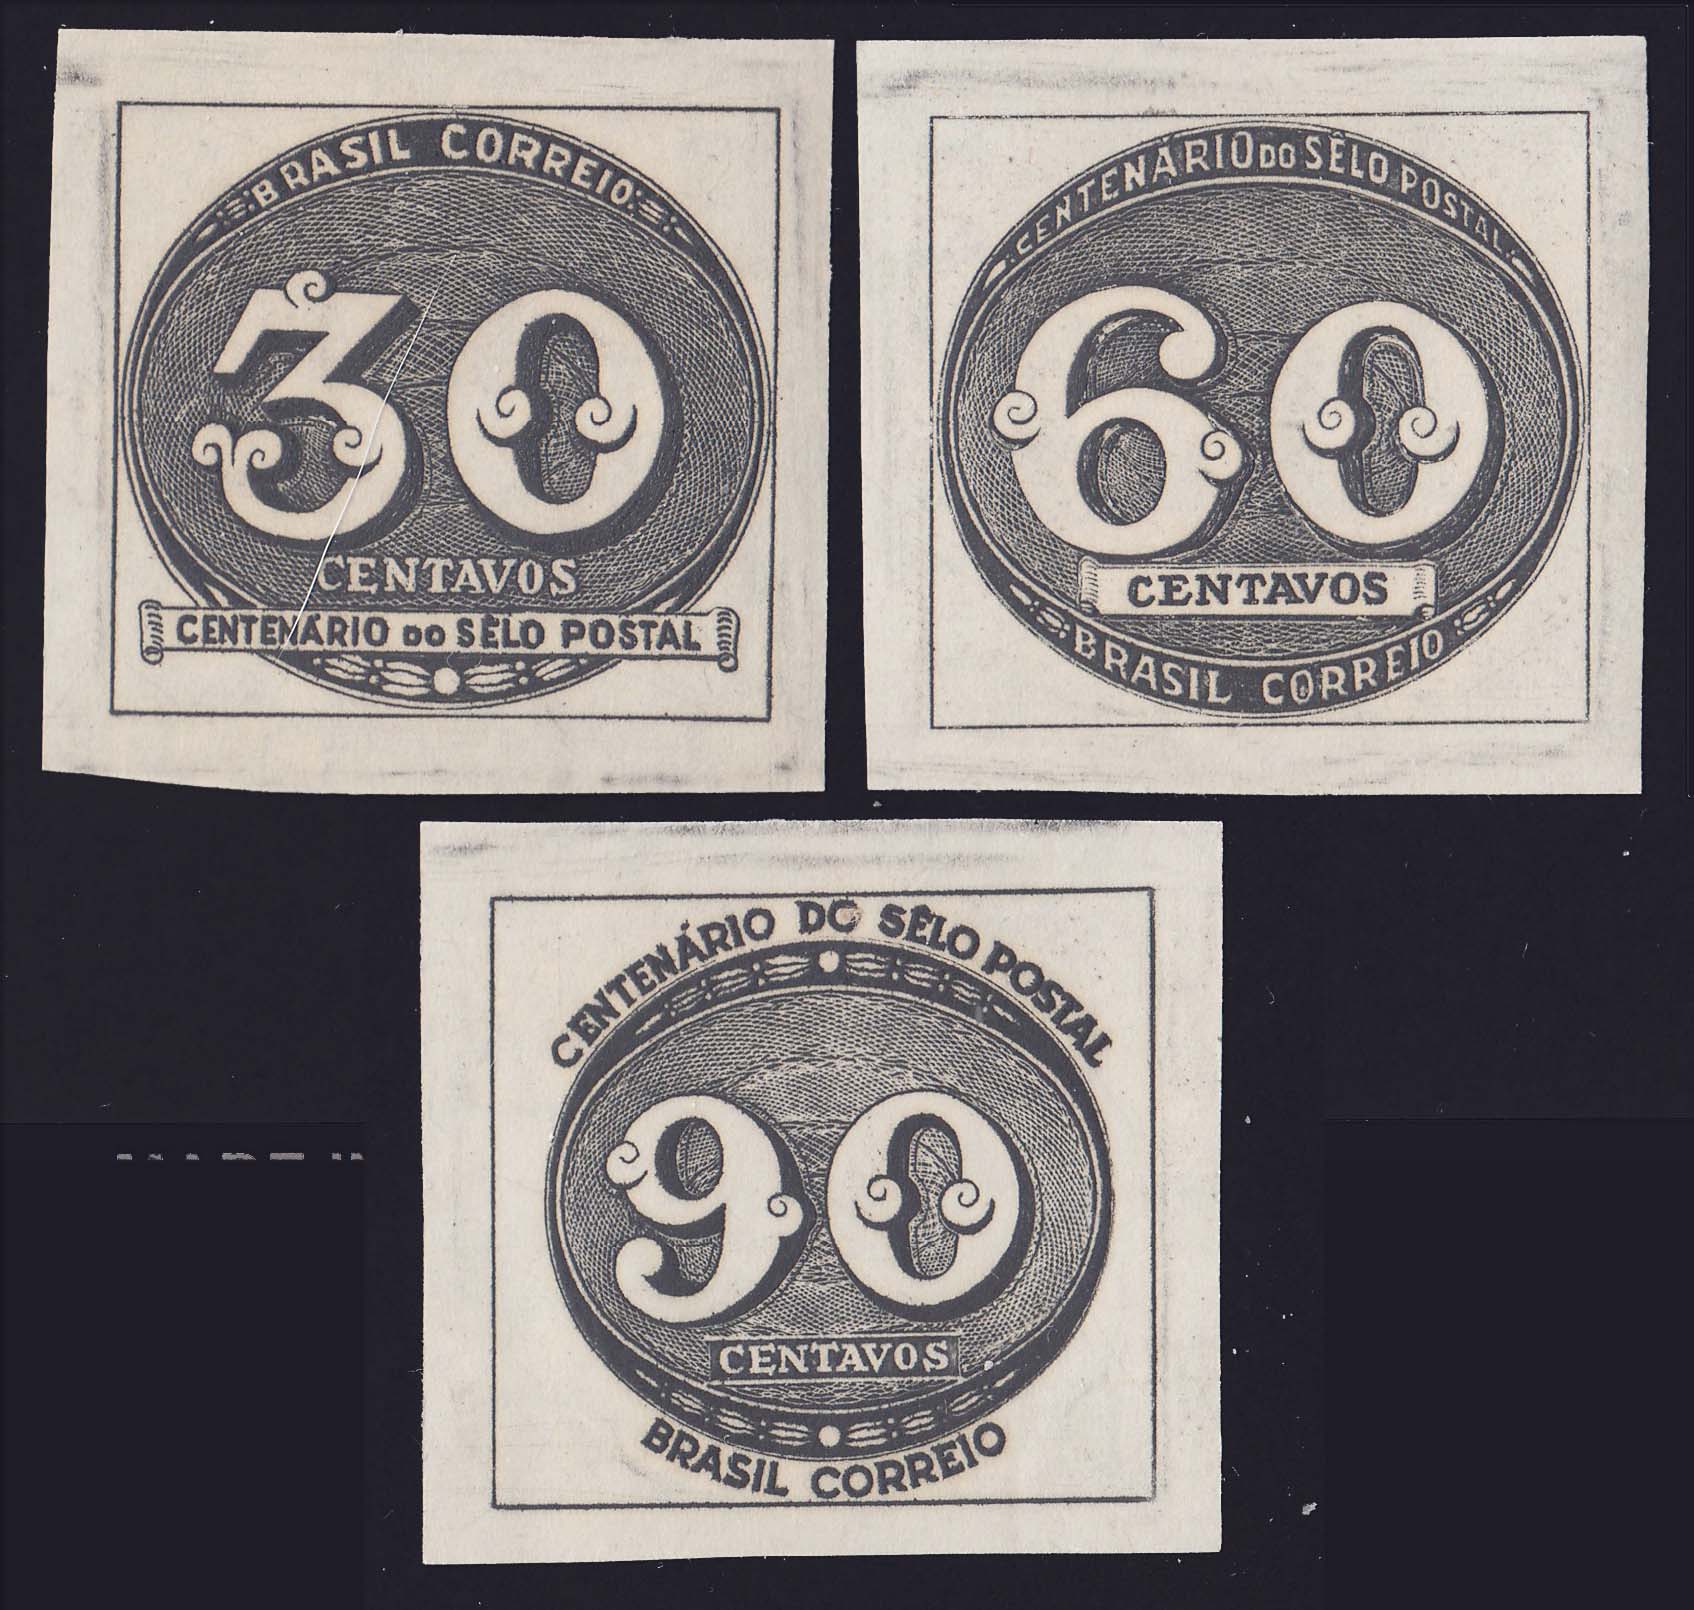 BRASIL CORREIO
30
CENTAVOS
CENTENÁRIO DO SÊLO POSTAL
CENTENÁRIO DO SÊLO POSTAL
60
CENTAVOS
BRASIL CORREIO
CENTENÁRIO DO SÊLO POSTAL
90
CENTAVOS
BRASIL CORREIO